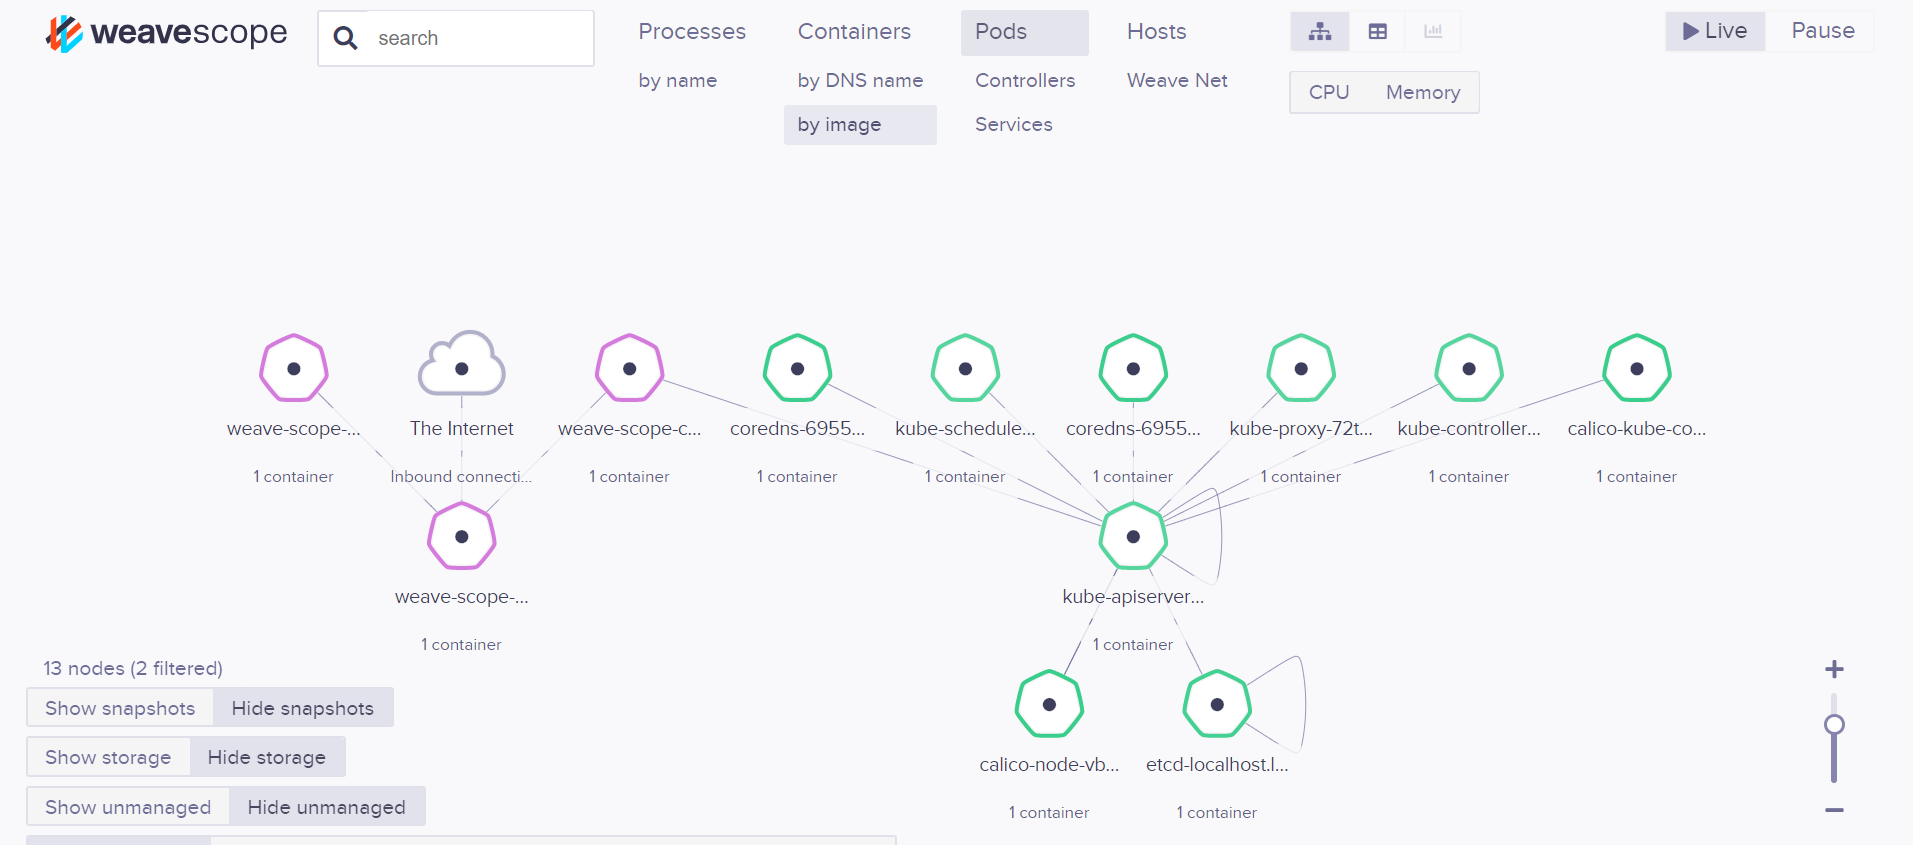 weavescope
search
Processes
Containers
Pods
Hosts
Live
Pause
by name
by DNS name
Controllers
Weave Net
CPU
Memory
by image
Services
weave-scope-...
The Internet
weave-scope-c...
coredns-6955...
kube-schedule...
coredns-6955...
kube-proxy-72t...
kube-controller...
calico-kube-co...
1 container
Inbound connecti...
1 container
1 container
1 container
1 container
1 container
1 container
1 container
weave-scope-...
kube-apiserver...
1 container
1 container
13 nodes (2 filtered)
Show snapshots
Hide snapshots
Show storage
Hide storage
calico-node-vb...
etcd-localhost.l...
Show unmanaged
Hide unmanaged
1 container
1 container